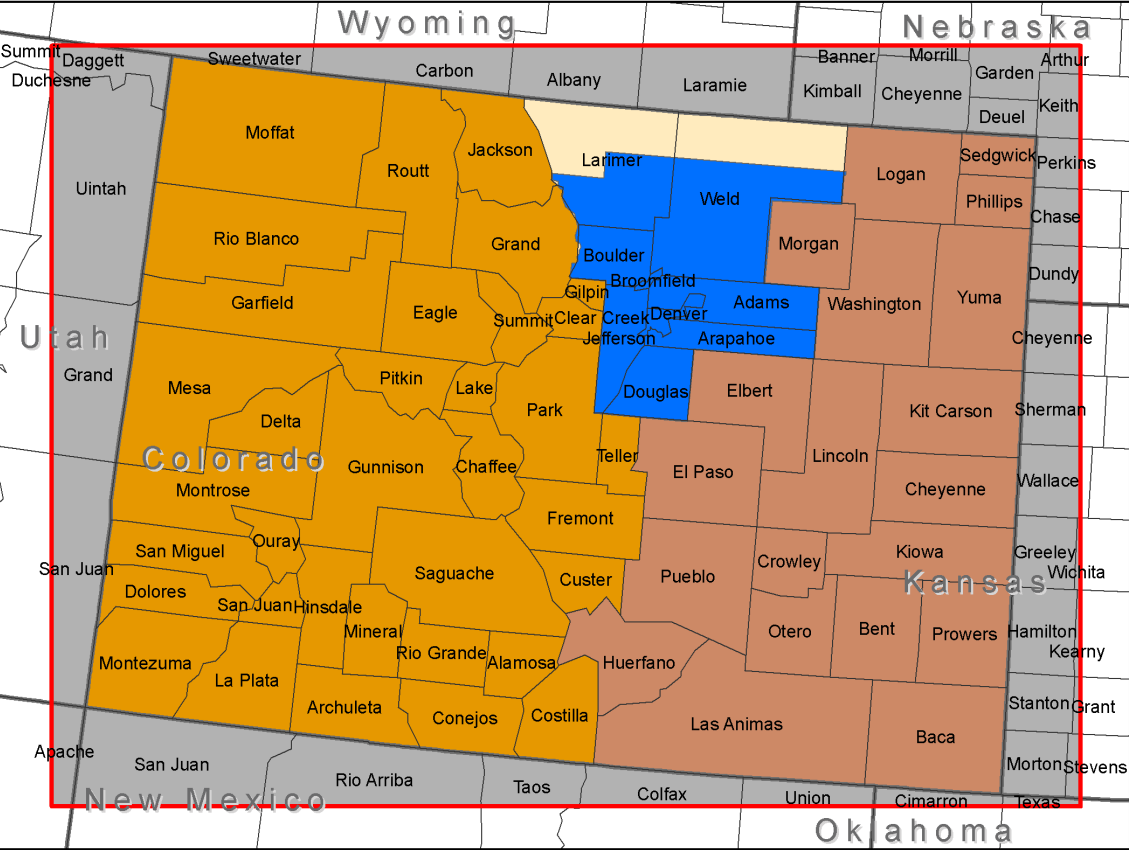 Wyoming
Nebraska
Summit
Daggett
Sweetwater
Carbon
Albany
Laramie
Banner
Morrill
Garden
Arthur
Duchesne
Kimball
Cheyenne
Deuel
Keith
Moffat
Routt
Jackson
Larimer
Logan
Sedgwick
Perkins
Uintah
Weld
Phillips
Chase
Rio Blanco
Grand
Boulder
Morgan
Dundy
Garfield
Eagle
Gilpin
Broomfield
Adams
Washington
Yuma
Summit
Clear Creek
Denver
Utah
Jefferson
Arapahoe
Cheyenne
Grand
Mesa
Pitkin
Lake
Park
Douglas
Elbert
Kit Carson
Sherman
Delta
Colorado
Gunnison
Chaffee
Teller
El Paso
Lincoln
Cheyenne
Wallace
Montrose
Fremont
San Miguel
Ouray
Crowley
Kiowa
Greeley
San Juan
Saguache
Custer
Pueblo
Kansas
Wichita
Dolores
San Juan
Hinsdale
Mineral
Otero
Bent
Prowers
Hamilton
Montezuma
La Plata
Rio Grande
Alamosa
Huerfano
Kearny
Archuleta
Conejos
Costilla
Las Animas
Baca
Stanton
Grant
Apache
San Juan
Rio Arriba
Taos
Colfax
Union
Cimarron
Morton
Stevens
New Mexico
Texas
Oklahoma